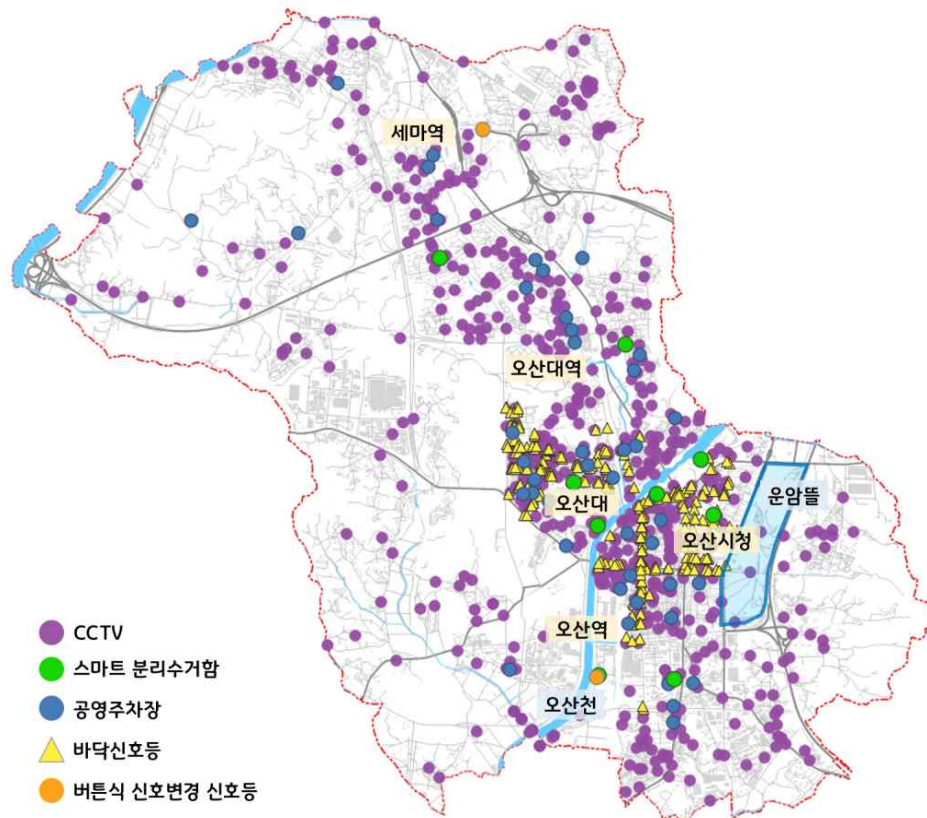 세마역
오산대역
운암뜰
오산대
오산시청
오산역
오산천
CCTV
스마트 분리수거함
공영주차장
바닥신호등
버튼식 신호변경 신호등